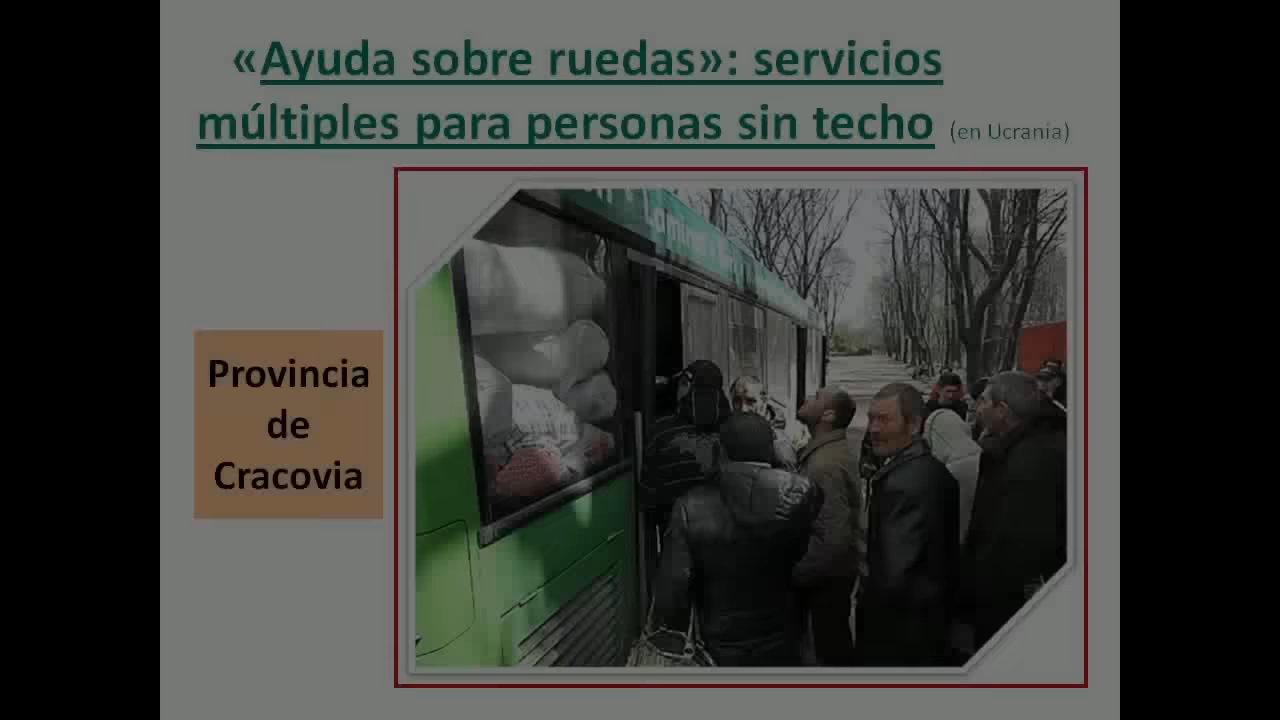 «Ayuda sobre ruedas»: servicios
múltiples para personas sin techo (en Ucrania)
Provincia
de
Cracovia